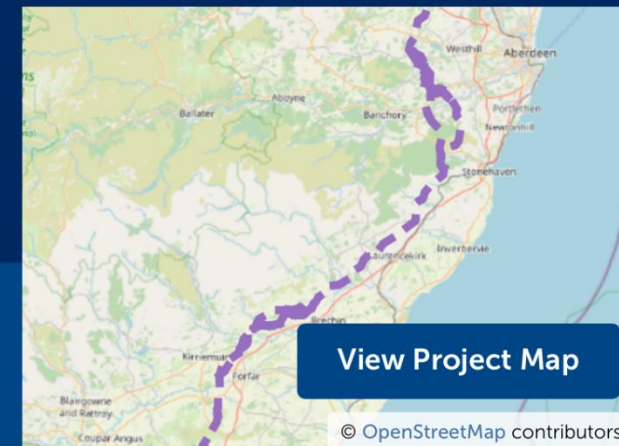 Westhill
Aberdeen
Aboyne
Ballater
Banchory
Portlethen
Newtonhill
Stonehaven
Inverbervie
Laurencekirk
Brechin
View Project Map
Kirriemuir
Forfar
Blairgowrie
and Rattray
Coupar Angus
© OpenStreetMap contributors